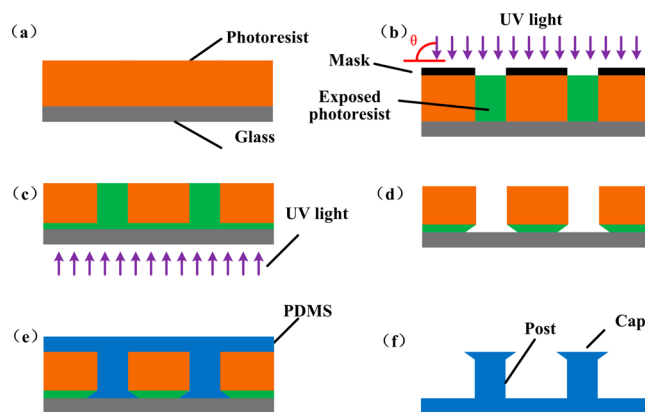 (a)
Photoresist
Glass
(b)
θ
UV light
Mask
Exposed
photoresist
(c)
UV light
(d)
(e)
PDMS
(f)
Post
Cap